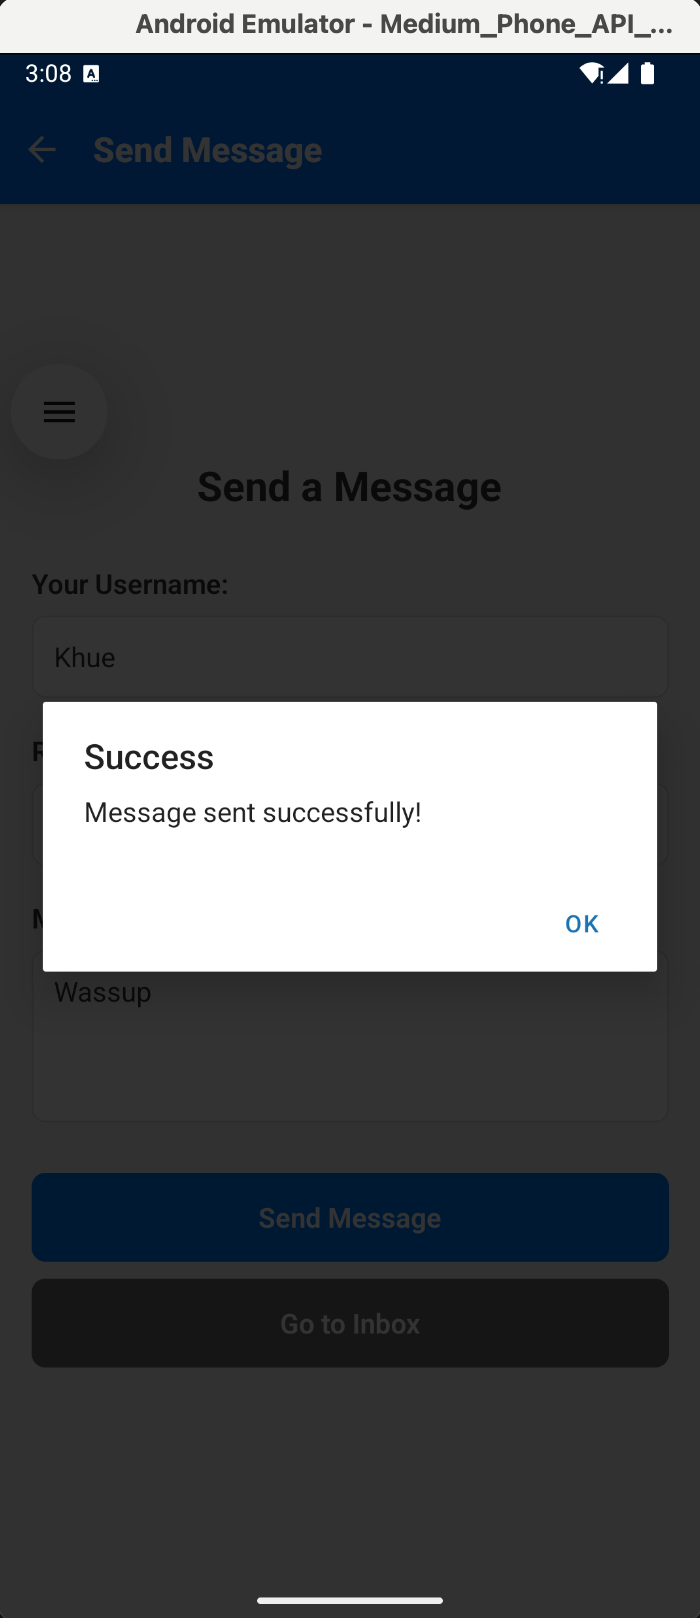 Android Emulator - Medium_Phone_API_...
3:08 A
Send Message
Send a Message
Your Username:
Khue
Success
Message sent successfully!
OK
Wassup
Send Message
Go to Inbox